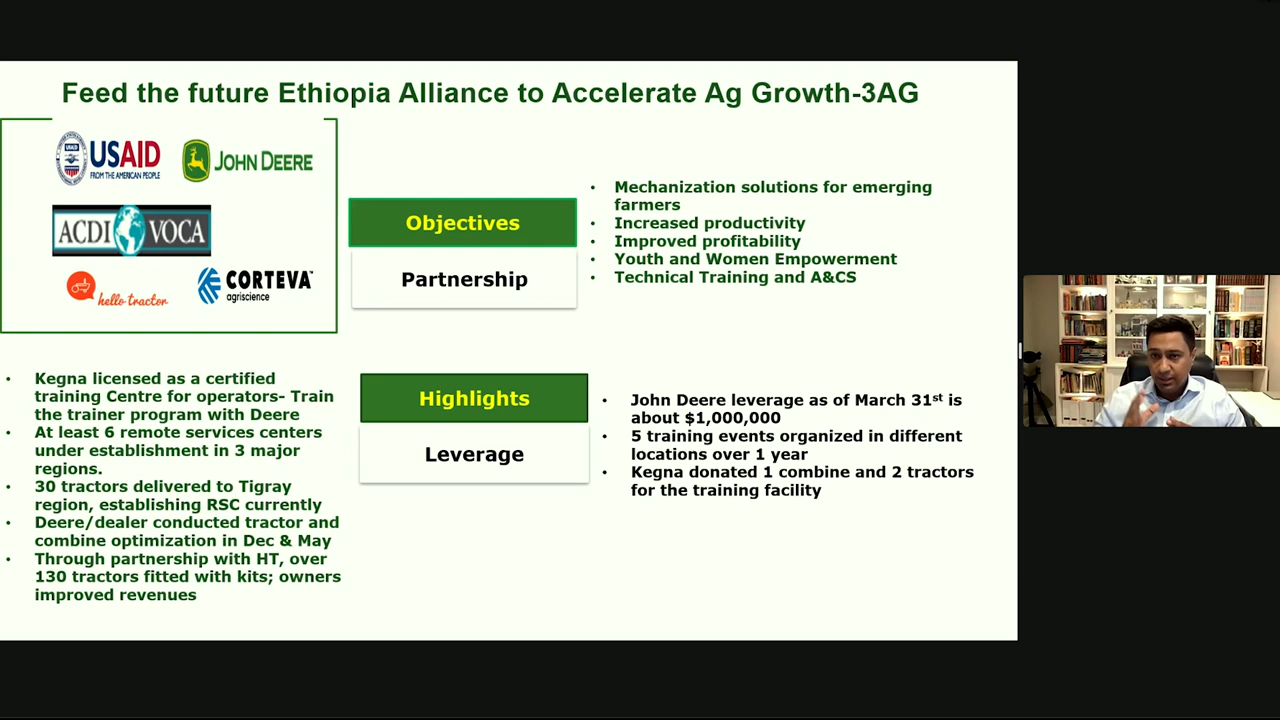 Feed the future Ethiopia Alliance to Accelerate Ag Growth-3AG
USAID
FROM THE AMERICAN PEOPLE
JOHN DEERE
ACDI VOCA
hello tractor
CORTEVA™
agriscience
Objectives
Partnership
• Mechanization solutions for emerging
farmers
• Increased productivity
• Improved profitability
• Youth and Women Empowerment
• Technical Training and A&CS
• Kegna licensed as a certified
training Centre for operators- Train
the trainer program with Deere
• At least 6 remote services centers
under establishment in 3 major
regions.
• 30 tractors delivered to Tigray
region, establishing RSC currently
• Deere/dealer conducted tractor and
combine optimization in Dec & May
• Through partnership with HT, over
130 tractors fitted with kits; owners
improved revenues
Highlights
Leverage
• John Deere leverage as of March 31st is
about $1,000,000
• 5 training events organized in different
locations over 1 year
• Kegna donated 1 combine and 2 tractors
for the training facility